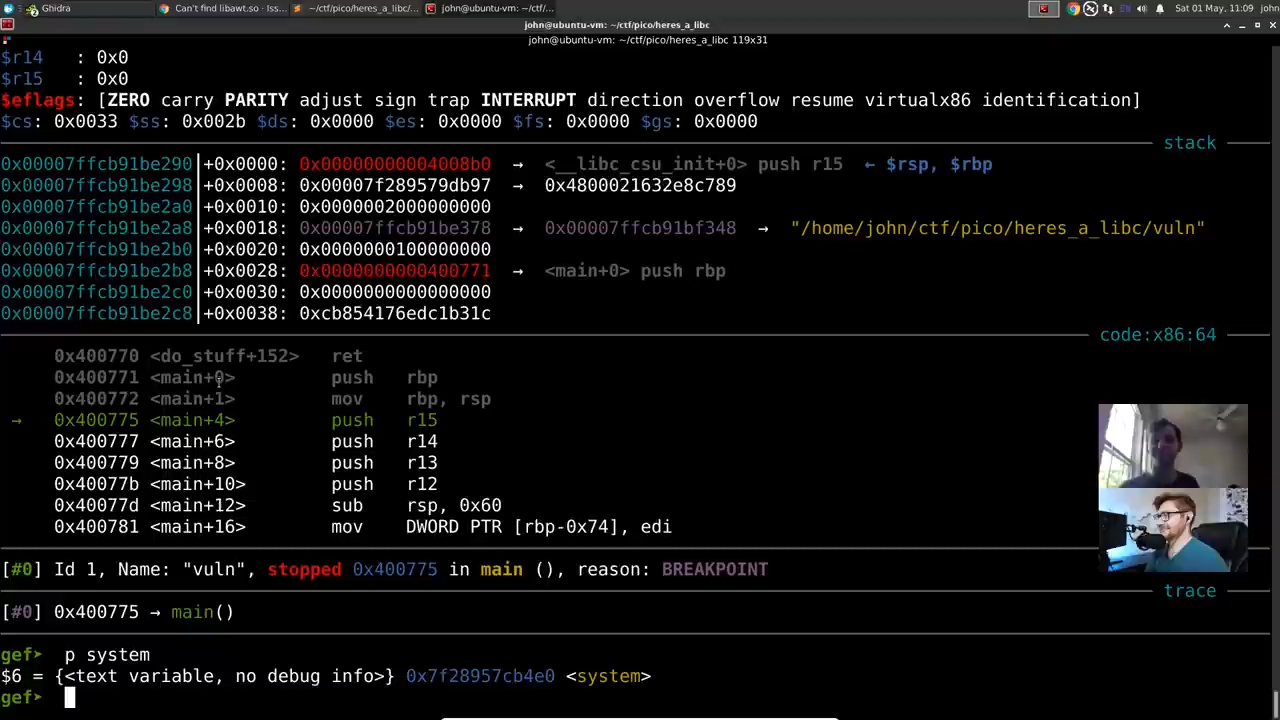 Ghidra
Can't find libawt.so · Iss...
~/ctf/pico/heres_a_libc/...
john@ubuntu-vm: ~/ctf/...
Sat 01 May, 11:09 john
john@ubuntu-vm: ~/ctf/pico/heres_a_libc
john@ubuntu-vm: ~/ctf/pico/heres_a_libc 119x31
$r14   : 0x0
$r15   : 0x0
$eflags: [ZERO carry PARITY adjust sign trap INTERRUPT direction overflow resume virtualx86 identification]
$cs: 0x0033 $ss: 0x002b $ds: 0x0000 $es: 0x0000 $fs: 0x0000 $gs: 0x0000
stack
0x00007ffcb91be290│+0x0000: 0x00000000004008b0  →  <__libc_csu_init+0> push r15  ← $rsp, $rbp
0x00007ffcb91be298│+0x0008: 0x00007f289579db97  →  0x4800021632e8c789
0x00007ffcb91be2a0│+0x0010: 0x0000002000000000
0x00007ffcb91be2a8│+0x0018: 0x00007ffcb91be378  →  0x00007ffcb91bf348  →  "/home/john/ctf/pico/heres_a_libc/vuln"
0x00007ffcb91be2b0│+0x0020: 0x0000000100000000
0x00007ffcb91be2b8│+0x0028: 0x0000000000400771  →  <main+0> push rbp
0x00007ffcb91be2c0│+0x0030: 0x0000000000000000
0x00007ffcb91be2c8│+0x0038: 0xcb854176edc1b31c
code:x86:64
0x400770 <do_stuff+152>   ret
0x400771 <main+0>         push   rbp
0x400772 <main+1>         mov    rbp, rsp
→   0x400775 <main+4>         push   r15
0x400777 <main+6>         push   r14
0x400779 <main+8>         push   r13
0x40077b <main+10>        push   r12
0x40077d <main+12>        sub    rsp, 0x60
0x400781 <main+16>        mov    DWORD PTR [rbp-0x74], edi
[#0] Id 1, Name: "vuln", stopped 0x400775 in main (), reason: BREAKPOINT
trace
[#0] 0x400775 → main()
gef➤  p system
$6 = {<text variable, no debug info>} 0x7f28957cb4e0 <system>
gef➤